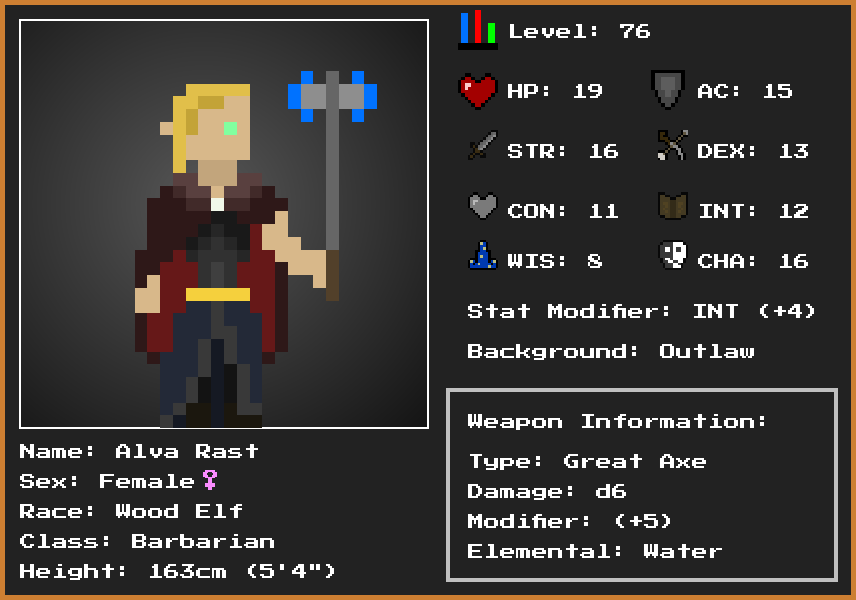 Level: 76
HP: 19 AC: 15
STR: 16 DEX: 13
CON: 11 INT: 12
WIS: 8 CHA: 16
Stat Modifier: INT (+4)
Background: Outlaw
Weapon Information:
Type: Great Axe
Damage: d6
Modifier: (+5)
Elemental: Water
Name: Alva Rast
Sex: Female♀
Race: Wood Elf
Class: Barbarian
Height: 163cm (5'4")